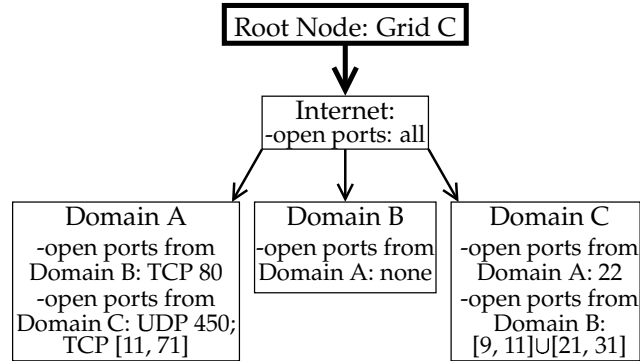 Root Node: Grid C
Internet:
-open ports: all
Domain A
-open ports from
Domain B: TCP 80
-open ports from
Domain C: UDP 450;
TCP [11, 71]
Domain B
-open ports from
Domain A: none
Domain C
-open ports from
Domain A: 22
-open ports from
Domain B:
[9, 11]∪[21, 31]